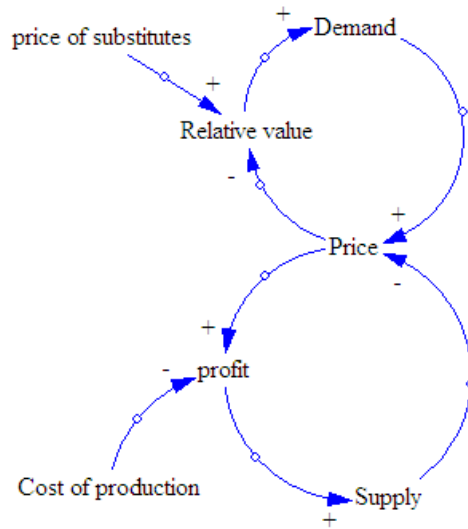 +
Demand
price of substitutes
+
Relative value
-
+
Price
-
+
-
profit
Cost of production
Supply
+